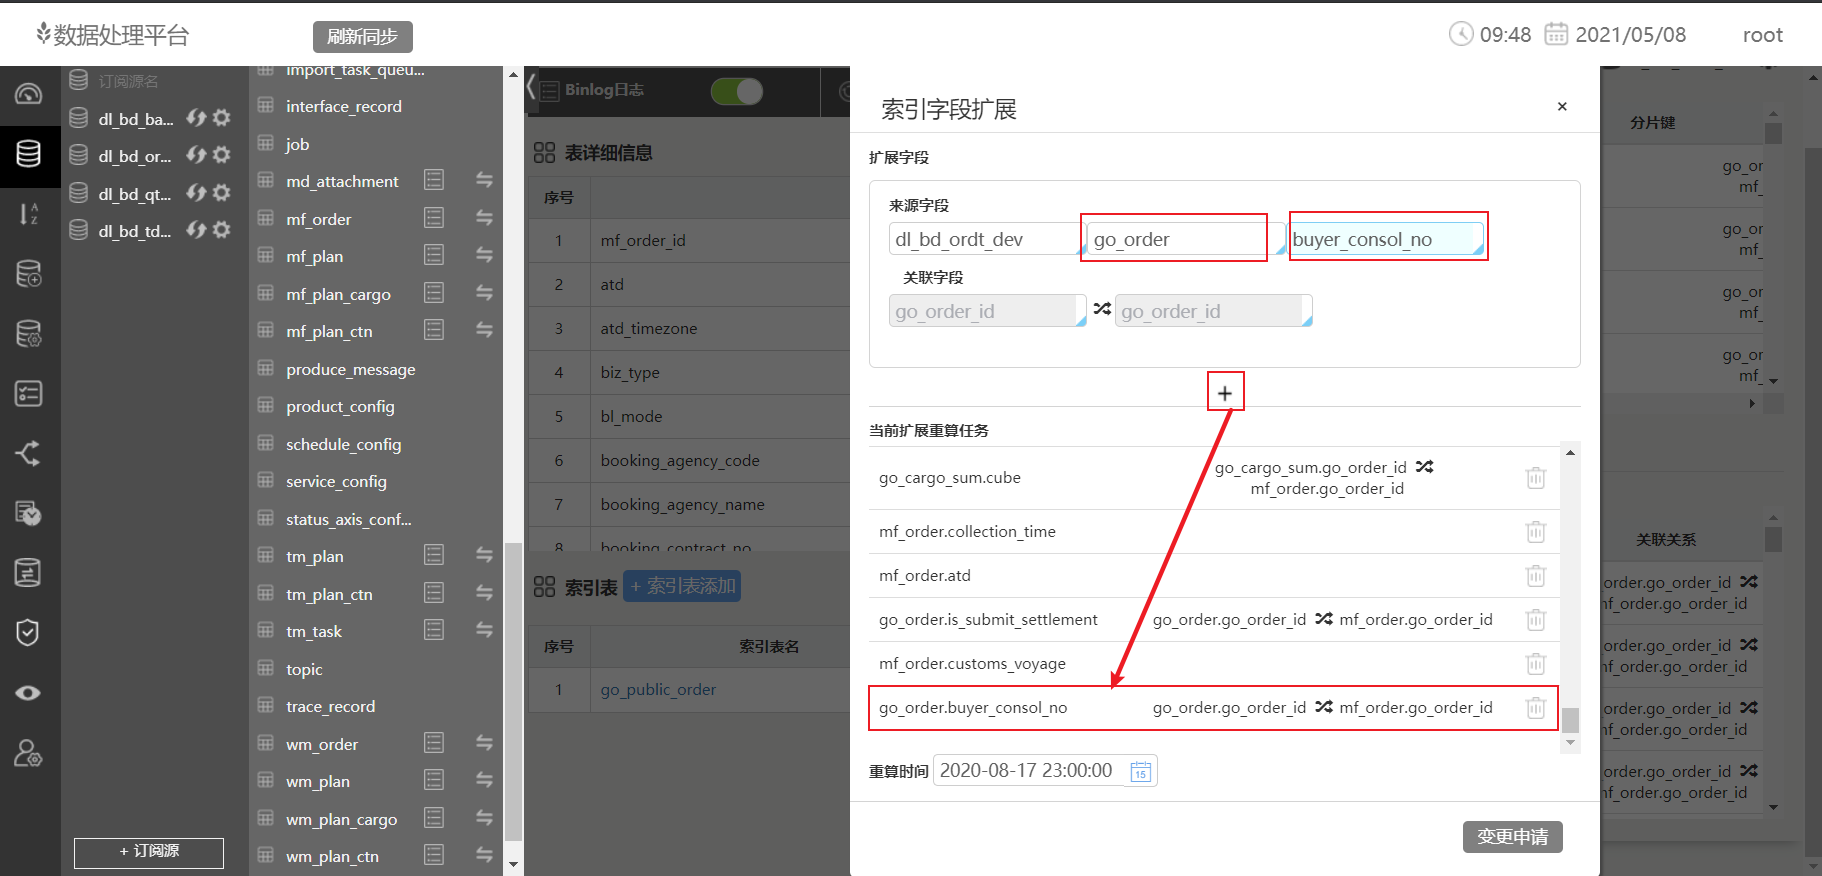 数据处理平台
刷新同步
09:48
2021/05/08
root
订阅源名
dl_bd_ba...
dl_bd_or...
dl_bd_qt...
dl_bd_td...
+ 订阅源
import_task_queu...
interface_record
job
md_attachment
mf_order
mf_plan
mf_plan_cargo
mf_plan_ctn
produce_message
product_config
schedule_config
service_config
status_axis_conf...
tm_plan
tm_plan_ctn
tm_task
topic
trace_record
wm_order
wm_plan
wm_plan_cargo
wm_plan_ctn
Binlog日志
表详细信息
序号
1 mf_order_id
2 atd
3 atd_timezone
4 biz_type
5 bl_mode
6 booking_agency_code
7 booking_agency_name
8 booking_contract_no
索引表
+ 索引表添加
序号 索引表名
1 go_public_order
索引字段扩展
×
扩展字段
来源字段
dl_bd_ordt_dev go_order buyer_consol_no
关联字段
go_order_id go_order_id
+
当前扩展重算任务
go_cargo_sum.cube go_cargo_sum.go_order_id
mf_order.go_order_id
mf_order.collection_time
mf_order.atd
go_order.is_submit_settlement go_order.go_order_id mf_order.go_order_id
mf_order.customs_voyage
go_order.buyer_consol_no go_order.go_order_id mf_order.go_order_id
重算时间 2020-08-17 23:00:00 15
变更申请
分片键
go_or
mf_
go_or
mf_
go_or
mf_
go_or
mf_
关联关系
order.go_order_id
nf_order.go_order_id
order.go_order_id
nf_order.go_order_id
order.go_order_id
nf_order.go_order_id
order.go_order_id
nf_order.go_order_id